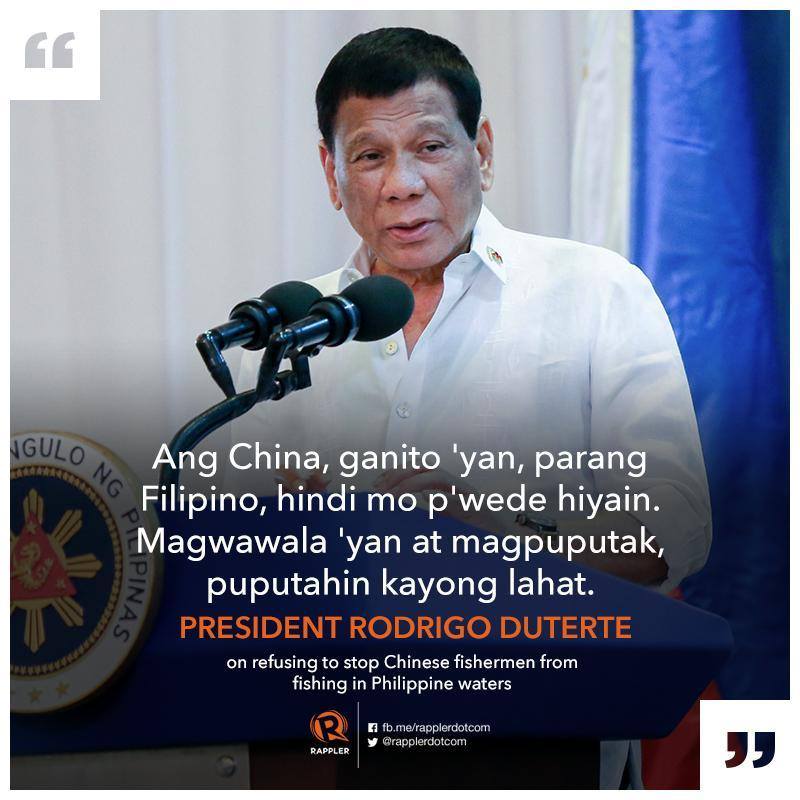 Ang China, ganito 'yan, parang
Filipino, hindi mo p'wede hiyain.
Magwawala 'yan at magpuputak,
puputahin kayong lahat.
PRESIDENT RODRIGO DUTERTE
on refusing to stop Chinese fishermen from
fishing in Philippine waters
R
RAPPLER
fb.me/rapplerdotcom
@rapplerdotcom
NGULO NG PILIPINAS